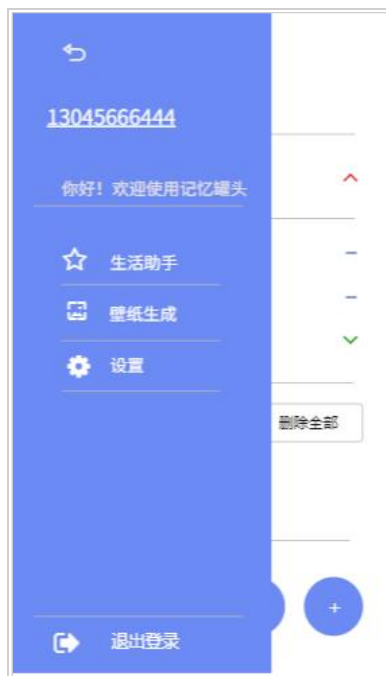 13045666444
你好！欢迎使用记忆罐头
生活助手
壁纸生成
设置
删除全部
+
退出登录